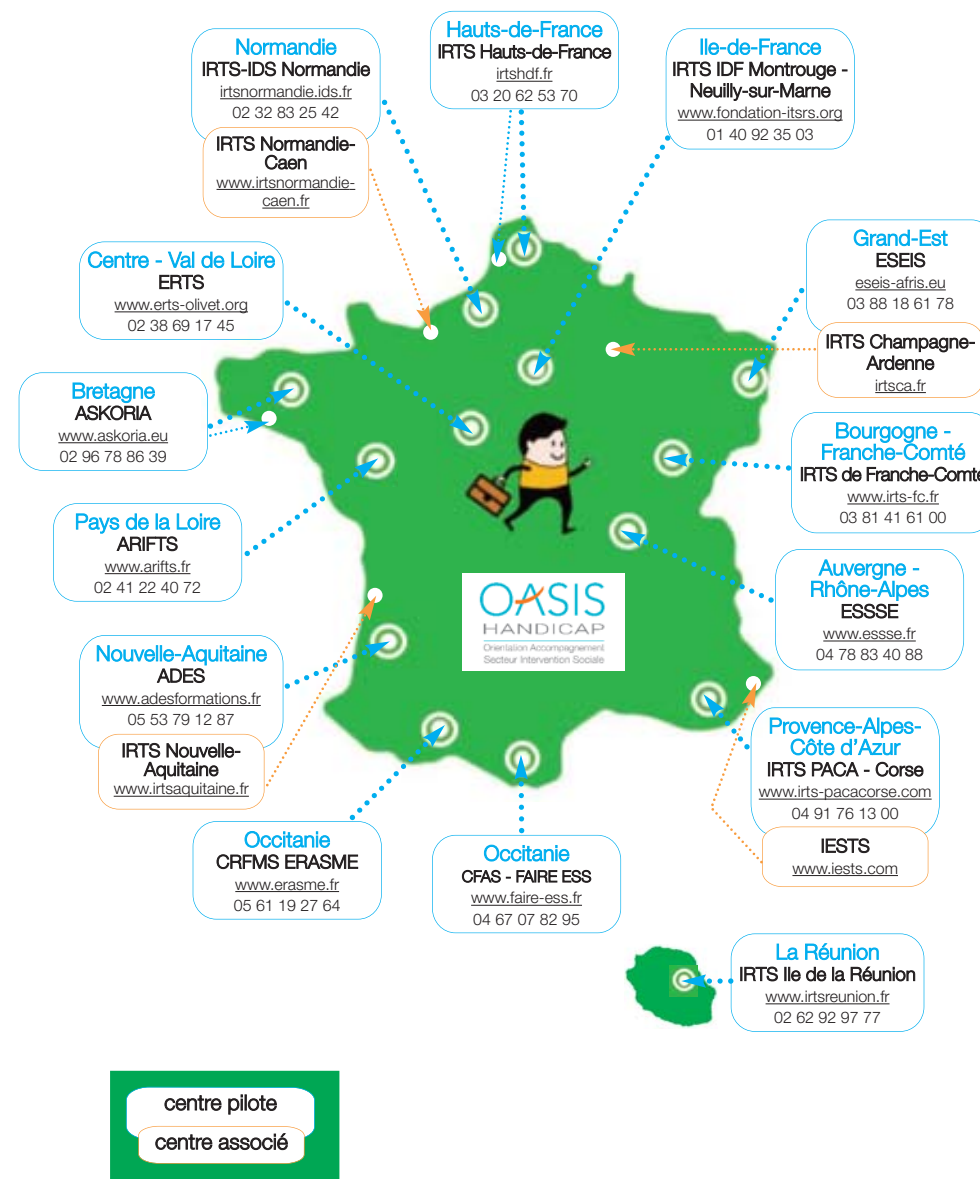 Normandie
IRTS-IDS Normandie
irtsnormandie.ids.fr
02 32 83 25 42
IRTS Normandie-
Caen
www.irtsnormandie-
caen.fr
Hauts-de-France
IRTS Hauts-de-France
irtshdf.fr
03 20 62 53 70
Ile-de-France
IRTS IDF Montrouge -
Neuilly-sur-Marne
www.fondation-itsrs.org
01 40 92 35 03
Centre - Val de Loire
ERTS
www.erts-olivet.org
02 38 69 17 45
Grand-Est
ESEIS
eseis-afris.eu
03 88 18 61 78
IRTS Champagne-
Ardenne
irtsca.fr
Bretagne
ASKORIA
www.askoria.eu
02 96 78 86 39
Bourgogne -
Franche-Comté
IRTS de Franche-Comté
www.irts-fc.fr
03 81 41 61 00
Pays de la Loire
ARIFTS
www.arifts.fr
02 41 22 40 72
Auvergne -
Rhône-Alpes
ESSSE
www.essse.fr
04 78 83 40 88
OASIS
HANDICAP
Orientation Accompagnement
Secteur Intervention Sociale
Nouvelle-Aquitaine
ADES
www.adesformations.fr
05 53 79 12 87
IRTS Nouvelle-
Aquitaine
www.irtsaquitaine.fr
Provence-Alpes-
Côte d'Azur
IRTS PACA - Corse
www.irts-pacacorse.com
04 91 76 13 00
IESTS
www.iests.com
Occitanie
CRFMS ERASME
www.erasme.fr
05 61 19 27 64
Occitanie
CFAS - FAIRE ESS
www.faire-ess.fr
04 67 07 82 95
La Réunion
IRTS Ile de la Réunion
www.irtsreunion.fr
02 62 92 97 77
centre pilote
centre associé